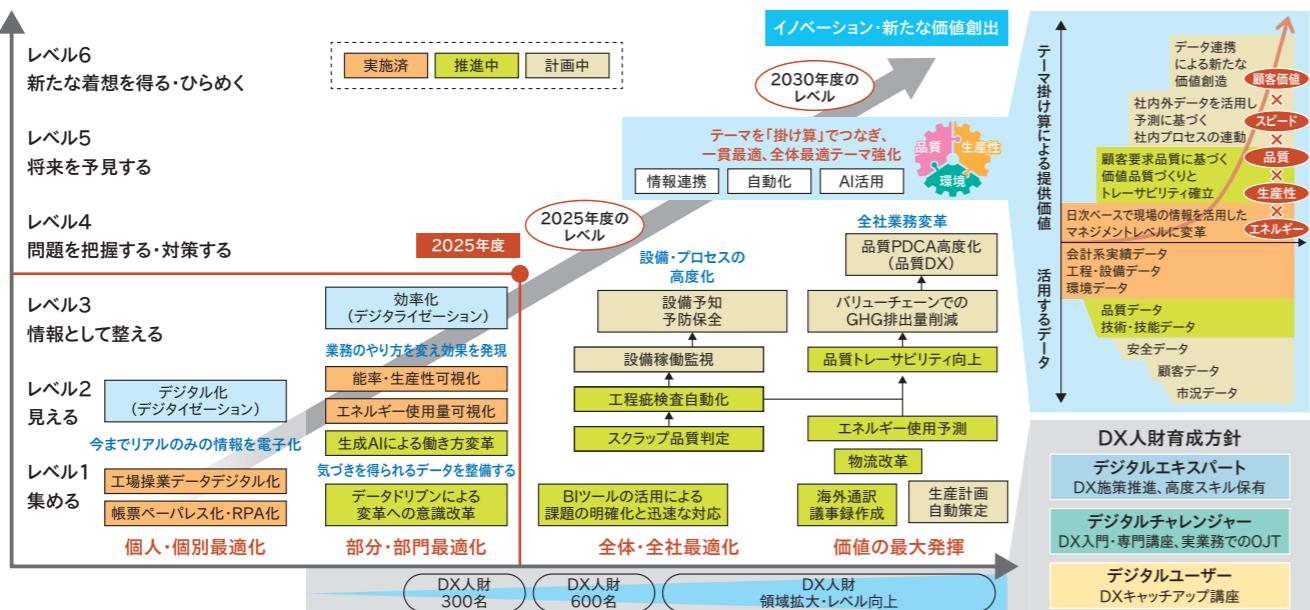 レベル6
新たな着想を得る・ひらめく
レベル5
将来を予見する
レベル4
問題を把握する・対策する
レベル3
情報として整える
レベル2
見える
レベル1
集める
実施済
推進中
計画中
イノベーション・新たな価値創出
2030年度の
レベル
テーマを「掛け算」でつなぎ、
一貫最適、全体最適テーマ強化
情報連携
自動化
AI活用
品質
生産性
環境
2025年度の
レベル
2025年度
デジタル化
（デジタイゼーション）
今までリアルのみの情報を電子化
工場操業データデジタル化
帳票ペーパレス化・RPA化
個人・個別最適化
効率化
（デジタライゼーション）
業務のやり方を変え効果を発現
能率・生産性可視化
エネルギー使用量可視化
生成AIによる働き方変革
気づきを得られるデータを整備する
データドリブンによる
変革への意識改革
部分・部門最適化
設備・プロセスの
高度化
設備予知
予防保全
設備稼働監視
工程疵検査自動化
スクラップ品質判定
BIツールの活用による
課題の明確化と迅速な対応
全体・全社最適化
全社業務変革
品質PDCA高度化
（品質DX）
バリューチェーンでの
GHG排出量削減
品質トレーサビリティ向上
エネルギー使用予測
物流改革
海外通訳
議事録作成
生産計画
自動策定
価値の最大発揮
DX人財
300名
DX人財
600名
DX人財
領域拡大・レベル向上
テーマ掛け算による提供価値
活用するデータ
データ連携
による新たな
価値創造
社内外データを活用し
予測に基づく
社内プロセスの連動
顧客要求品質に基づく
価値品質づくりと
トレーサビリティ確立
日次ベースで現場の情報を活用した
マネジメントレベルに変革
顧客価値
×
スピード
×
品質
×
生産性
×
エネルギー
会計系実績データ
工程・設備データ
環境データ
品質データ
技術・技能データ
安全データ
顧客データ
市況データ
DX人財育成方針
デジタルエキスパート
DX施策推進、高度スキル保有
デジタルチャレンジャー
DX入門・専門講座、実業務でのOJT
デジタルユーザー
DXキャッチアップ講座